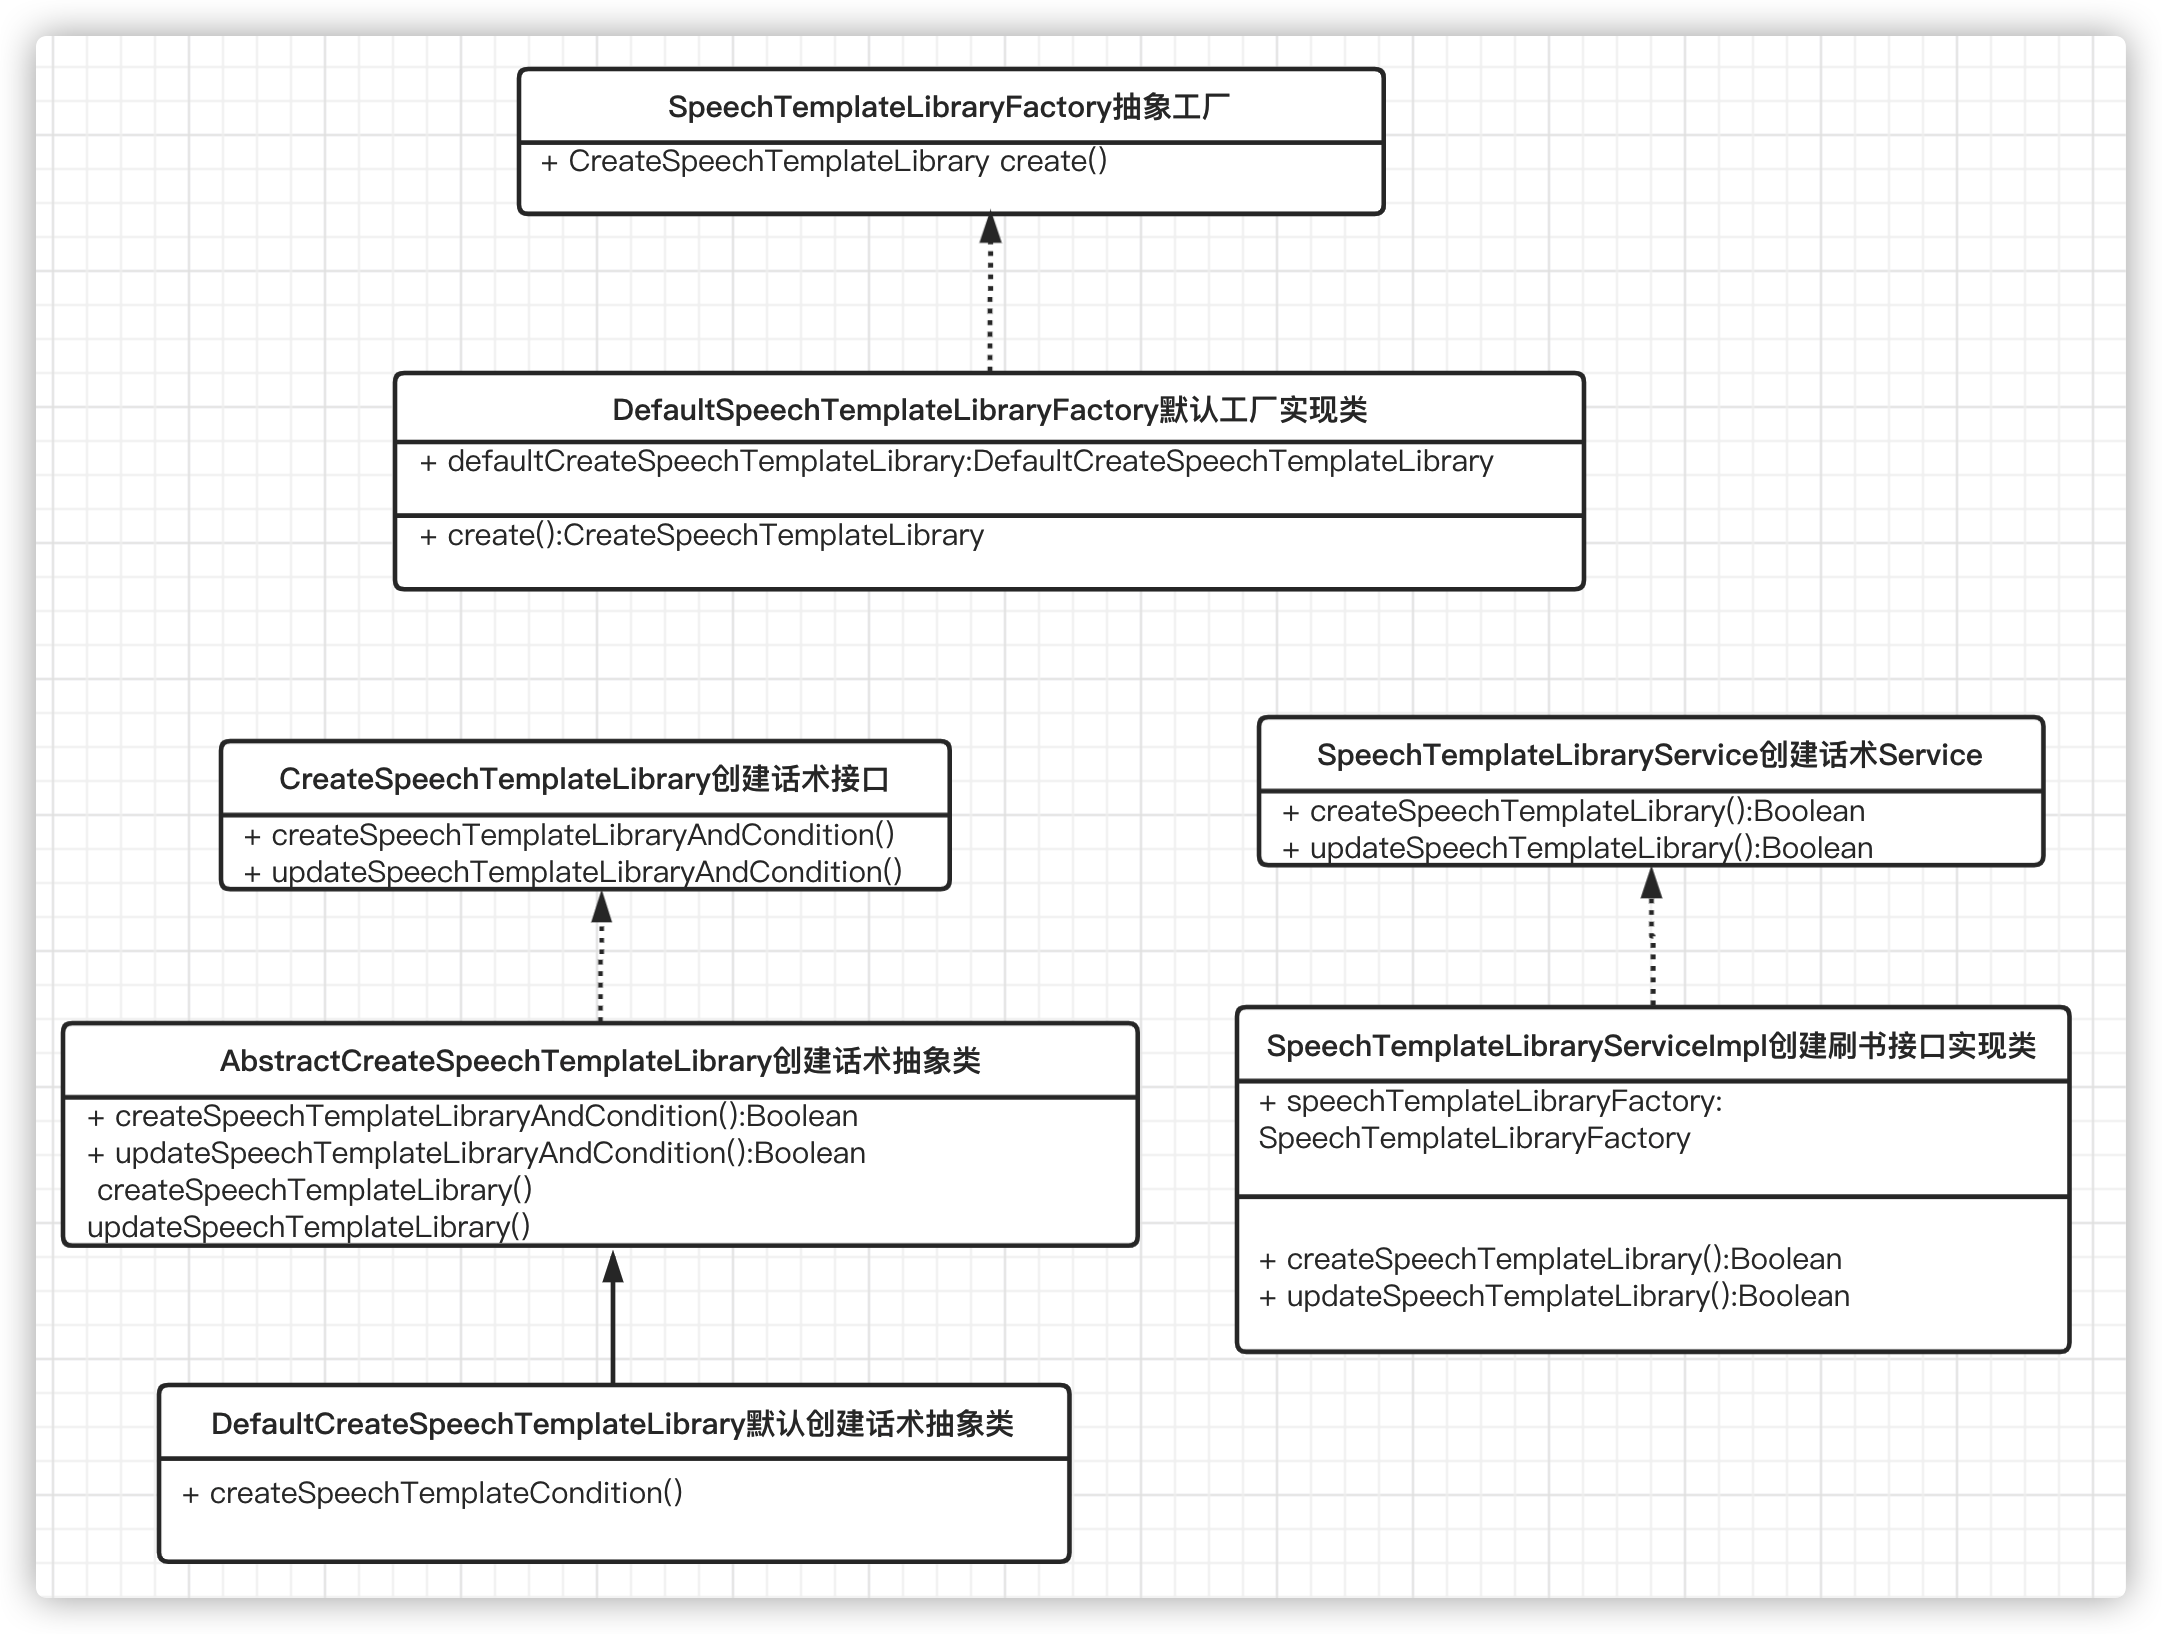 SpeechTemplateLibraryFactory抽象工厂
+ CreateSpeechTemplateLibrary create()
DefaultSpeechTemplateLibraryFactory默认工厂实现类
+ defaultCreateSpeechTemplateLibrary:DefaultCreateSpeechTemplateLibrary
+ create():CreateSpeechTemplateLibrary
CreateSpeechTemplateLibrary创建话术接口
+ createSpeechTemplateLibraryAndCondition()
+ updateSpeechTemplateLibraryAndCondition()
SpeechTemplateLibraryService创建话术Service
+ createSpeechTemplateLibrary():Boolean
+ updateSpeechTemplateLibrary():Boolean
AbstractCreateSpeechTemplateLibrary创建话术抽象类
+ createSpeechTemplateLibraryAndCondition():Boolean
+ updateSpeechTemplateLibraryAndCondition():Boolean
createSpeechTemplateLibrary()
updateSpeechTemplateLibrary()
SpeechTemplateLibraryServiceImpl创建刷书接口实现类
+ speechTemplateLibraryFactory:
SpeechTemplateLibraryFactory
+ createSpeechTemplateLibrary():Boolean
+ updateSpeechTemplateLibrary():Boolean
DefaultCreateSpeechTemplateLibrary默认创建话术抽象类
+ createSpeechTemplateCondition()